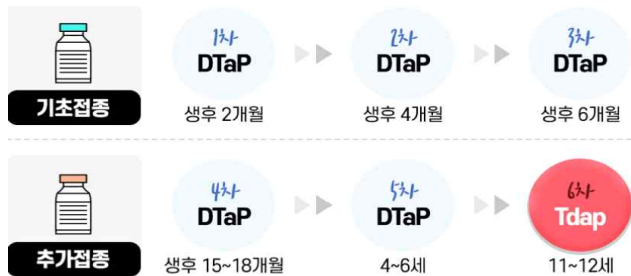 1차
DTaP
생후 2개월
2차
DTaP
생후 4개월
3차
DTaP
생후 6개월
기초접종
4차
DTaP
생후 15~18개월
5차
DTaP
4~6세
6차
Tdap
11~12세
추가접종